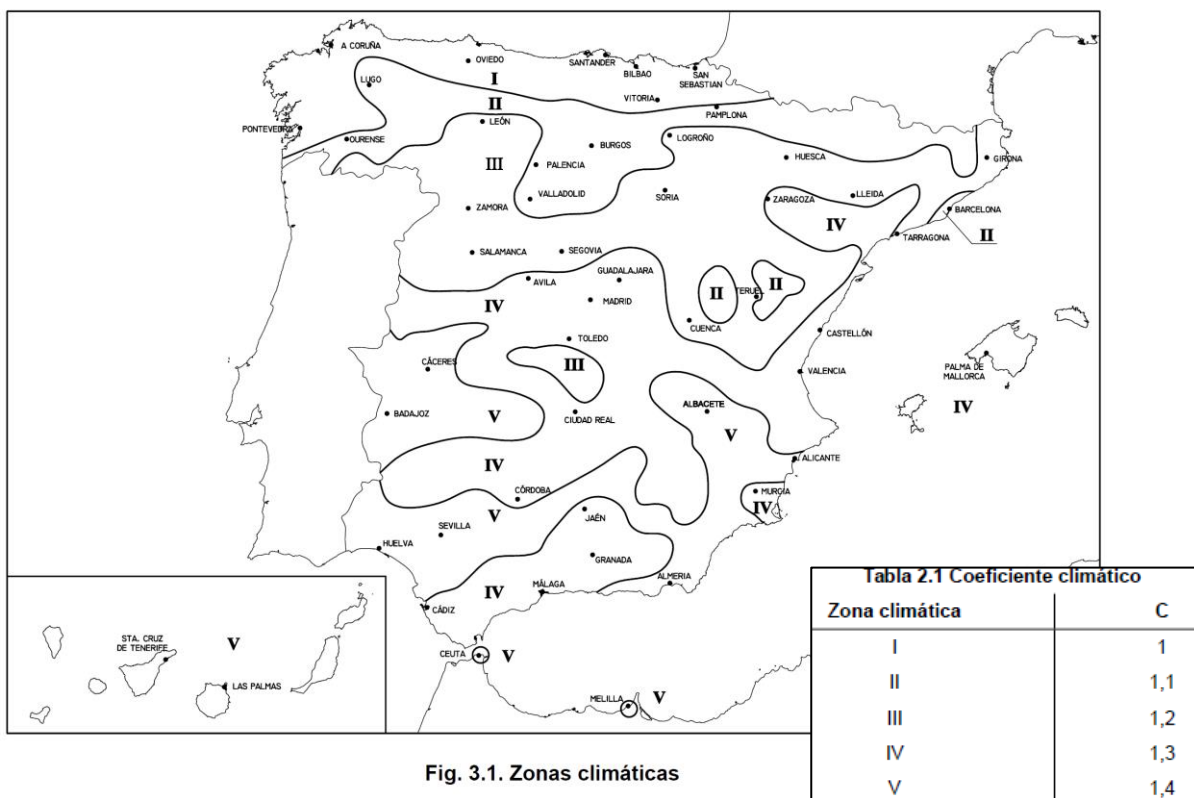 A CORUÑA
OVIEDO
SANTANDER
BILBAO
SAN
SEBASTIAN
LUGO
I
VITORIA
II
PAMPLONA
PONTEVEDRA
LEÓN
OURENSE
LOGROÑO
BURGOS
HUESCA
GIRONA
III
PALENCIA
VALLADOLID
SORIA
ZARAGOZA
LLEIDA
ZAMORA
BARCELONA
IV
TARRAGONA
II
SALAMANCA
SEGOVIA
AVILA
GUADALAJARA
II
II
TERUEL
IV
MADRID
CUENCA
CASTELLÓN
TOLEDO
CÁCERES
III
VALENCIA
PALMA DE
MALLORCA
IV
BADAJOZ
V
CIUDAD REAL
ALBACETE
V
IV
ALICANTE
CÓRDOBA
MURCIA
IV
V
JAÉN
SEVILLA
HUELVA
GRANADA
IV
MÁLAGA
ALMERIA
CÁDIZ
CEUTA
V
MELILLA
V
STA. CRUZ
DE TENERIFE
V
LAS PALMAS
Tabla 2.1 Coeficiente climático
Zona climática C
I 1
II 1,1
III 1,2
IV 1,3
V 1,4
Fig. 3.1. Zonas climáticas